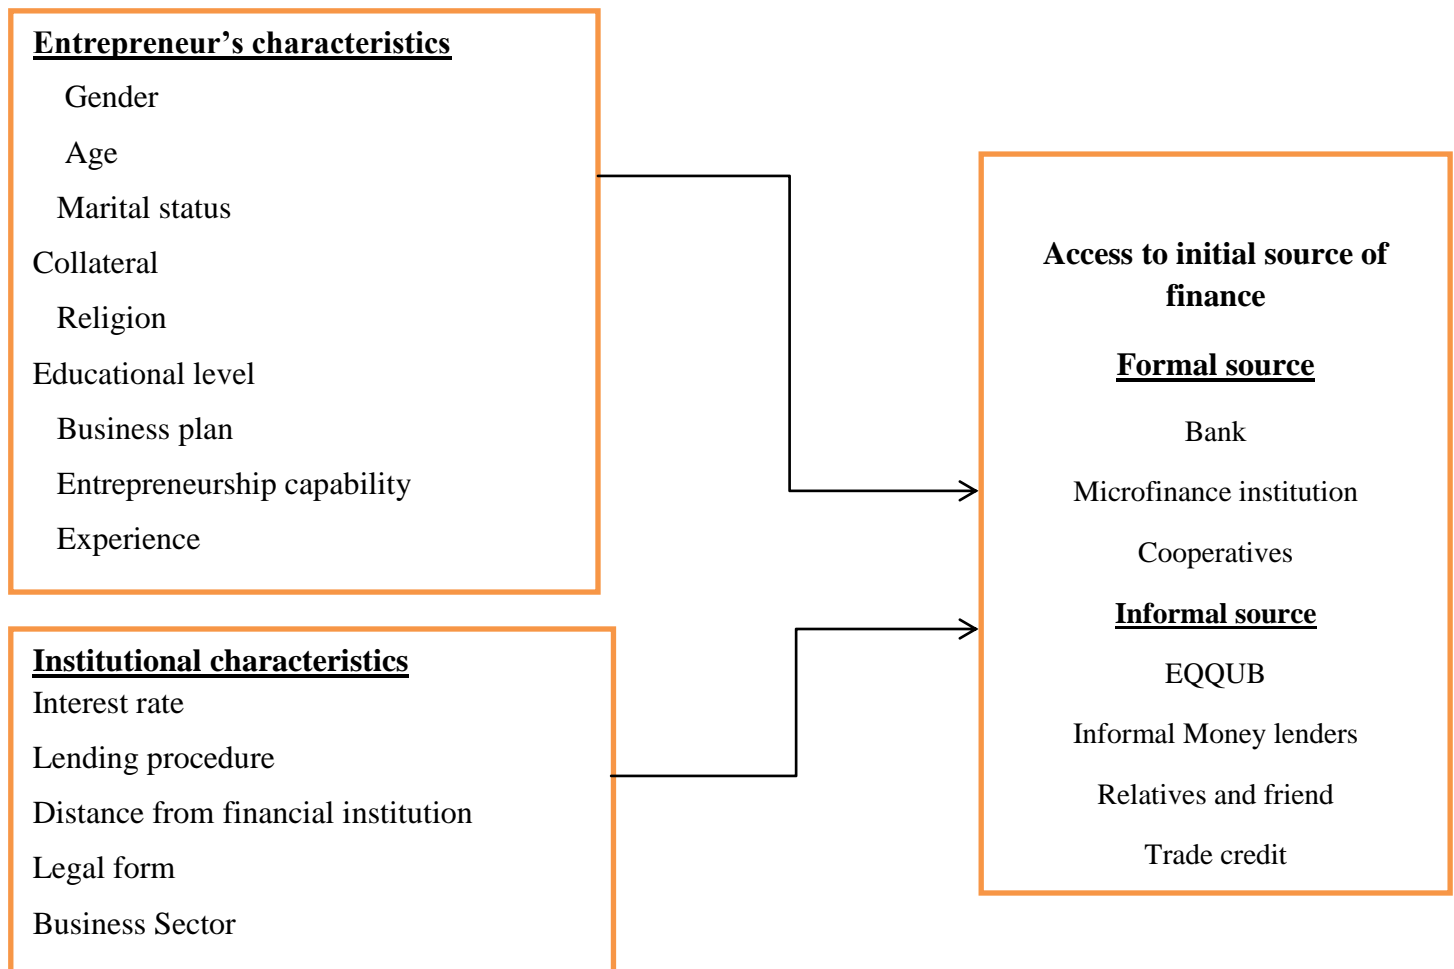 Entrepreneur’s characteristics
Gender
Age
Marital status
Collateral
Religion
Educational level
Business plan
Entrepreneurship capability
Experience
Institutional characteristics
Interest rate
Lending procedure
Distance from financial institution
Legal form
Business Sector
Access to initial source of
finance
Formal source
Bank
Microfinance institution
Cooperatives
Informal source
EQQUB
Informal Money lenders
Relatives and friend
Trade credit